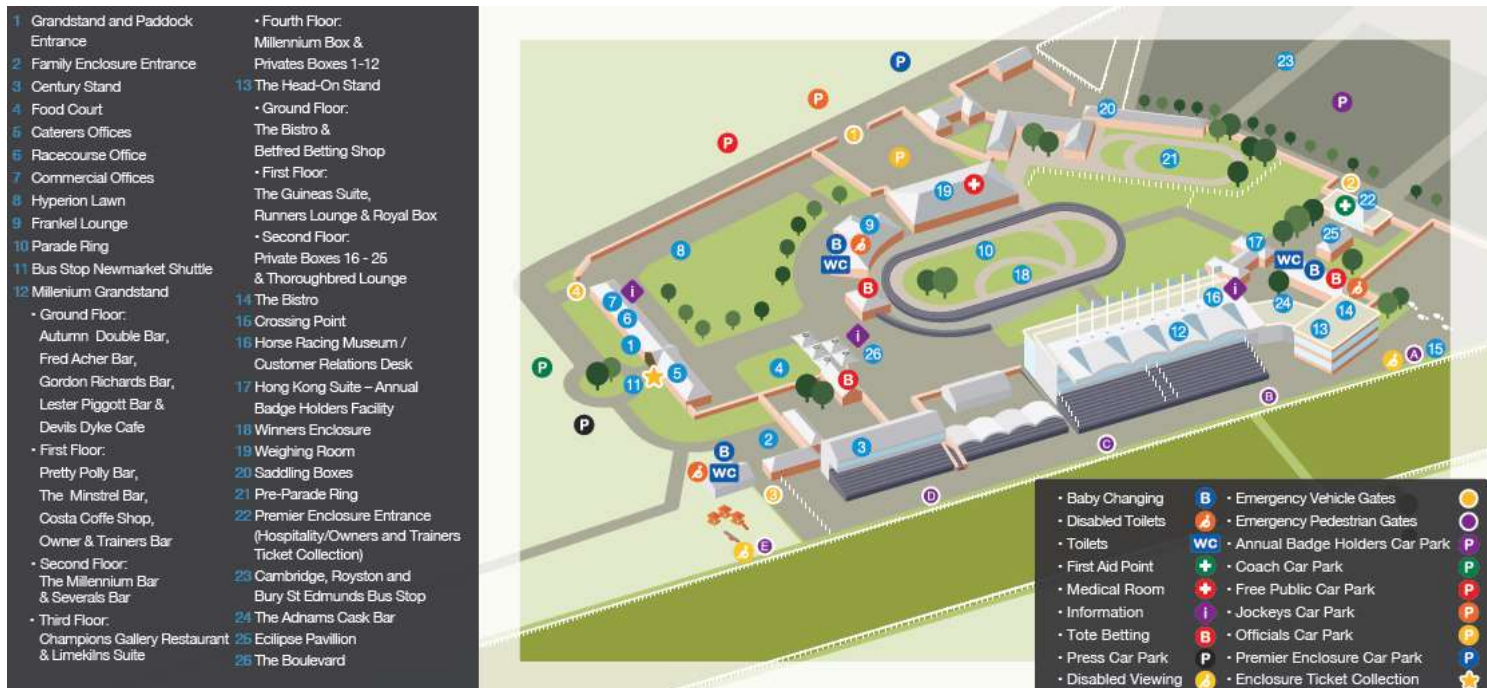 1 Grandstand and Paddock
Entrance
2 Family Enclosure Entrance
3 Century Stand
4 Food Court
5 Caterers Offices
6 Racecourse Office
7 Commercial Offices
8 Hyperion Lawn
9 Frankel Lounge
10 Parade Ring
11 Bus Stop Newmarket Shuttle
12 Millenium Grandstand
• Ground Floor:
Autumn Double Bar,
Fred Acher Bar,
Gordon Richards Bar,
Lester Piggott Bar &
Devils Dyke Cafe
• First Floor:
Pretty Polly Bar,
The Minstrel Bar,
Costa Coffe Shop,
Owner & Trainers Bar
• Second Floor:
The Millennium Bar
& Severals Bar
• Third Floor:
Champions Gallery Restaurant
& Limekilns Suite
• Fourth Floor:
Millennium Box &
Privates Boxes 1-12
13 The Head-On Stand
• Ground Floor:
The Bistro &
Betfred Betting Shop
• First Floor:
The Guineas Suite,
Runners Lounge & Royal Box
• Second Floor:
Private Boxes 16 - 25
& Thoroughbred Lounge
14 The Bistro
15 Crossing Point
16 Horse Racing Museum /
Customer Relations Desk
17 Hong Kong Suite – Annual
Badge Holders Facility
18 Winners Enclosure
19 Weighing Room
20 Saddling Boxes
21 Pre-Parade Ring
22 Premier Enclosure Entrance
(Hospitality/Owners and Trainers
Ticket Collection)
23 Cambridge, Royston and
Bury St Edmunds Bus Stop
24 The Adnams Cask Bar
25 Ecilipse Pavillion
26 The Boulevard
P
23
P
P
20
P
1
P
P
21
2
19
22
9
25
B
17
8
10
WC
WC
B
18
B
B
4
7
i
i
16
24
14
6
i
12
13
1
26
A
15
P
5
4
11
B
B
P
2
3
C
B
WC
3
D
E
• Baby Changing B
• Disabled Toilets
• Toilets WC
• First Aid Point
• Medical Room
• Information i
• Tote Betting B
• Press Car Park P
• Disabled Viewing
• Emergency Vehicle Gates
• Emergency Pedestrian Gates
• Annual Badge Holders Car Park P
• Coach Car Park P
• Free Public Car Park P
• Jockeys Car Park P
• Officials Car Park P
• Premier Enclosure Car Park P
• Enclosure Ticket Collection